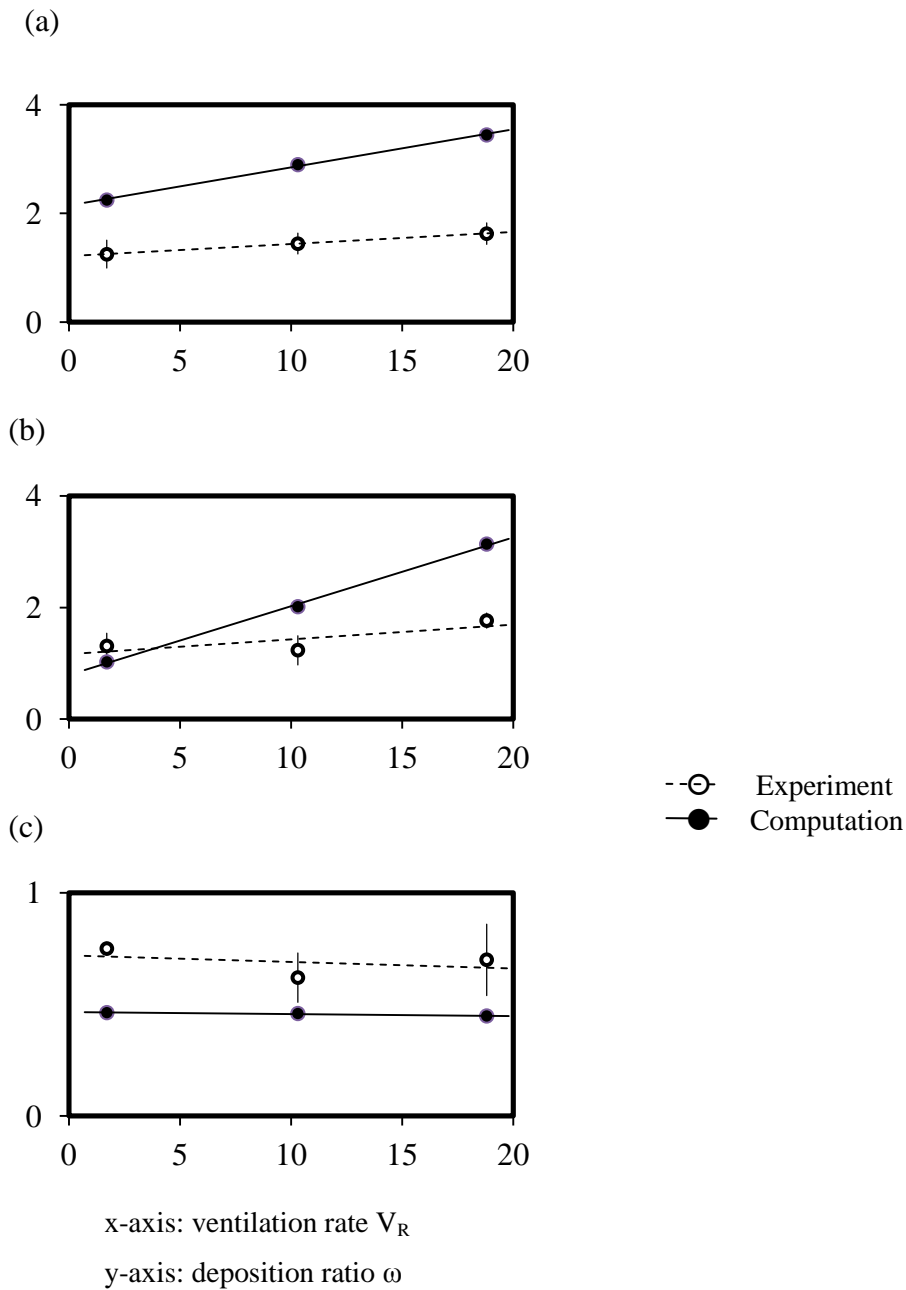 (a)
4
2
0
0 5 10 15 20
(b)
4
2
0
0 5 10 15 20
Experiment
Computation
(c)
1
0
0 5 10 15 20
x-axis: ventilation rate VR
y-axis: deposition ratio ω